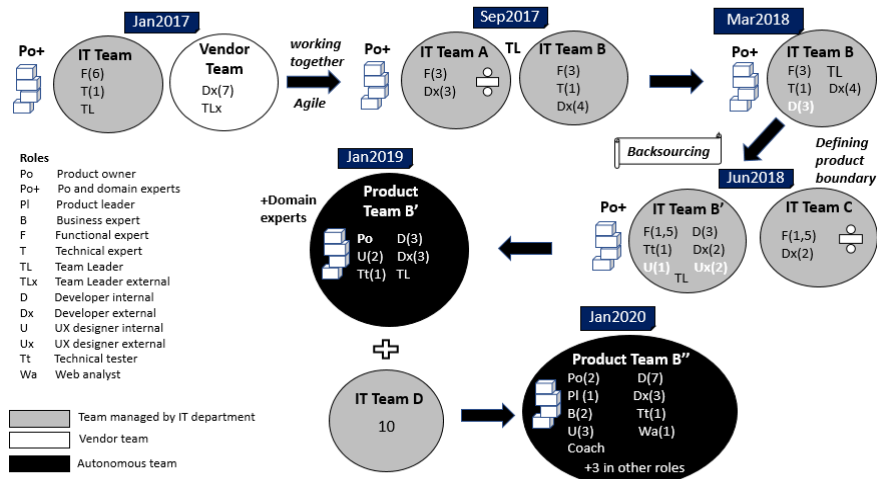 Jan2017
Po+
IT Team
F(6)
T(1)
TL
Vendor
Team
Dx(7)
TLx
working
together
Agile
Sep2017
Po+
IT Team A
F(3)
Dx(3)
TL
IT Team B
F(3)
T(1)
Dx(4)
Mar2018
Po+
IT Team B
F(3) TL
T(1) Dx(4)
D(3)
Backsourcing
Defining
product
boundary
Jun2018
Po+
IT Team B'
F(1,5) D(3)
Tt(1) Dx(2)
U(1) Ux(2)
TL
IT Team C
F(1,5)
Dx(2)
Jan2019
+Domain
experts
Product
Team B'
Po D(3)
U(2) Dx(3)
Tt(1) TL
IT Team D
10
Jan2020
Product Team B''
Po(2) D(7)
Pl (1) Dx(3)
B(2) Tt(1)
U(3) Wa(1)
Coach
+3 in other roles
Roles
Po Product owner
Po+ Po and domain experts
Pl Product leader
B Business expert
F Functional expert
T Technical expert
TL Team Leader
TLx Team Leader external
D Developer internal
Dx Developer external
U UX designer internal
Ux UX designer external
Tt Technical tester
Wa Web analyst
Team managed by IT department
Vendor team
Autonomous team